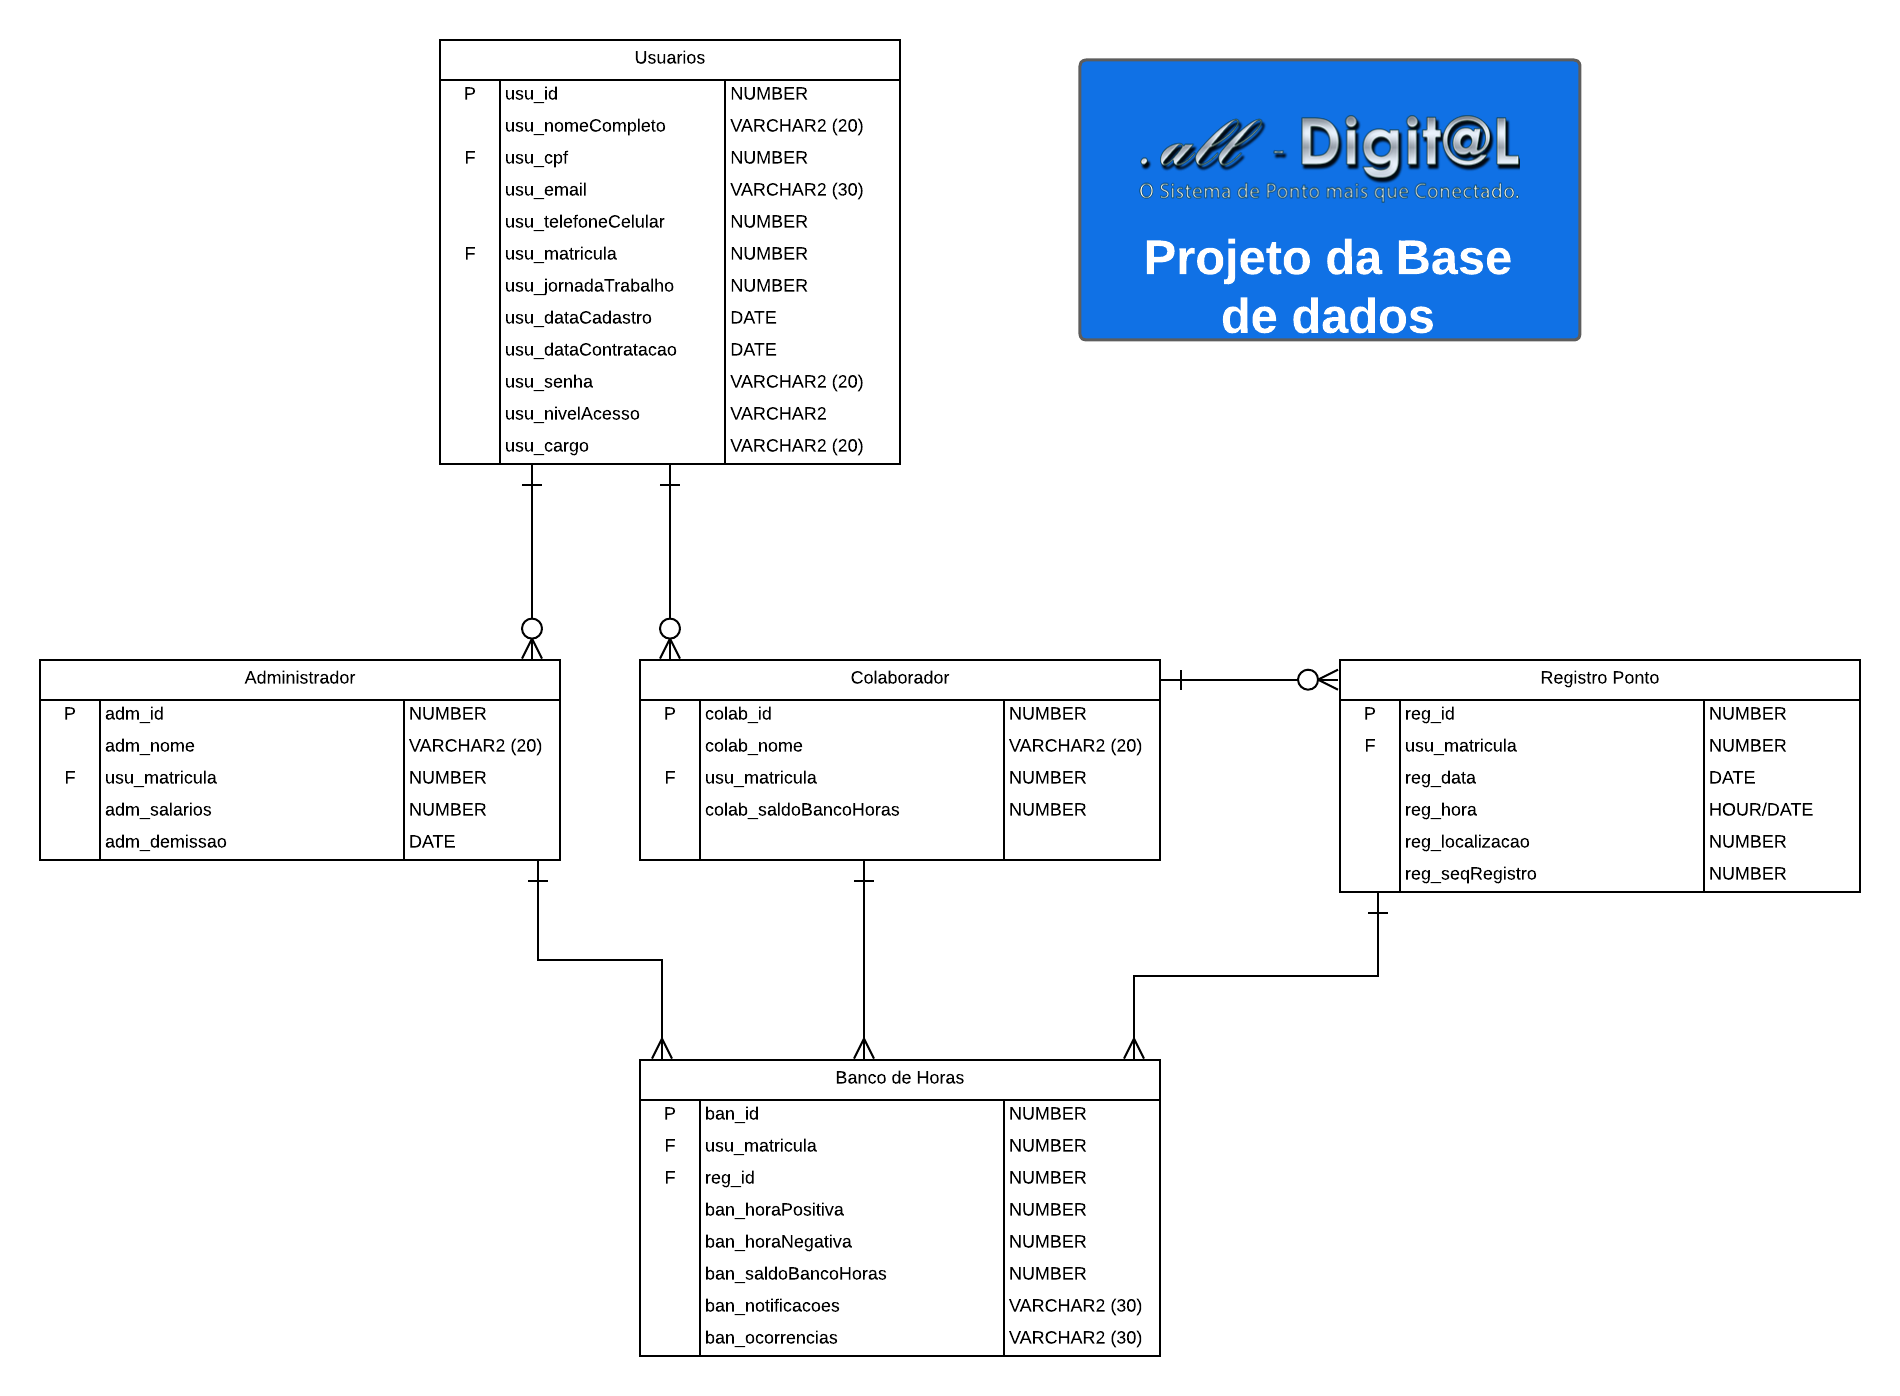 Usuarios
P usu_id NUMBER
usu_nomeCompleto VARCHAR2 (20)
F usu_cpf NUMBER
usu_email VARCHAR2 (30)
usu_telefoneCelular NUMBER
F usu_matricula NUMBER
usu_jornadaTrabalho NUMBER
usu_dataCadastro DATE
usu_dataContratacao DATE
usu_senha VARCHAR2 (20)
usu_nivelAcesso VARCHAR2
usu_cargo VARCHAR2 (20)
.all - Digit@L
O Sistema de Ponto mais que Conectado.
Projeto da Base
de dados
Administrador
P adm_id NUMBER
adm_nome VARCHAR2 (20)
F usu_matricula NUMBER
adm_salarios NUMBER
adm_demissao DATE
Colaborador
P colab_id NUMBER
colab_nome VARCHAR2 (20)
F usu_matricula NUMBER
colab_saldoBancoHoras NUMBER
Registro Ponto
P reg_id NUMBER
F usu_matricula NUMBER
reg_data DATE
reg_hora HOUR/DATE
reg_localizacao NUMBER
reg_seqRegistro NUMBER
Banco de Horas
P ban_id NUMBER
F usu_matricula NUMBER
F reg_id NUMBER
ban_horaPositiva NUMBER
ban_horaNegativa NUMBER
ban_saldoBancoHoras NUMBER
ban_notificacoes VARCHAR2 (30)
ban_ocorrencias VARCHAR2 (30)